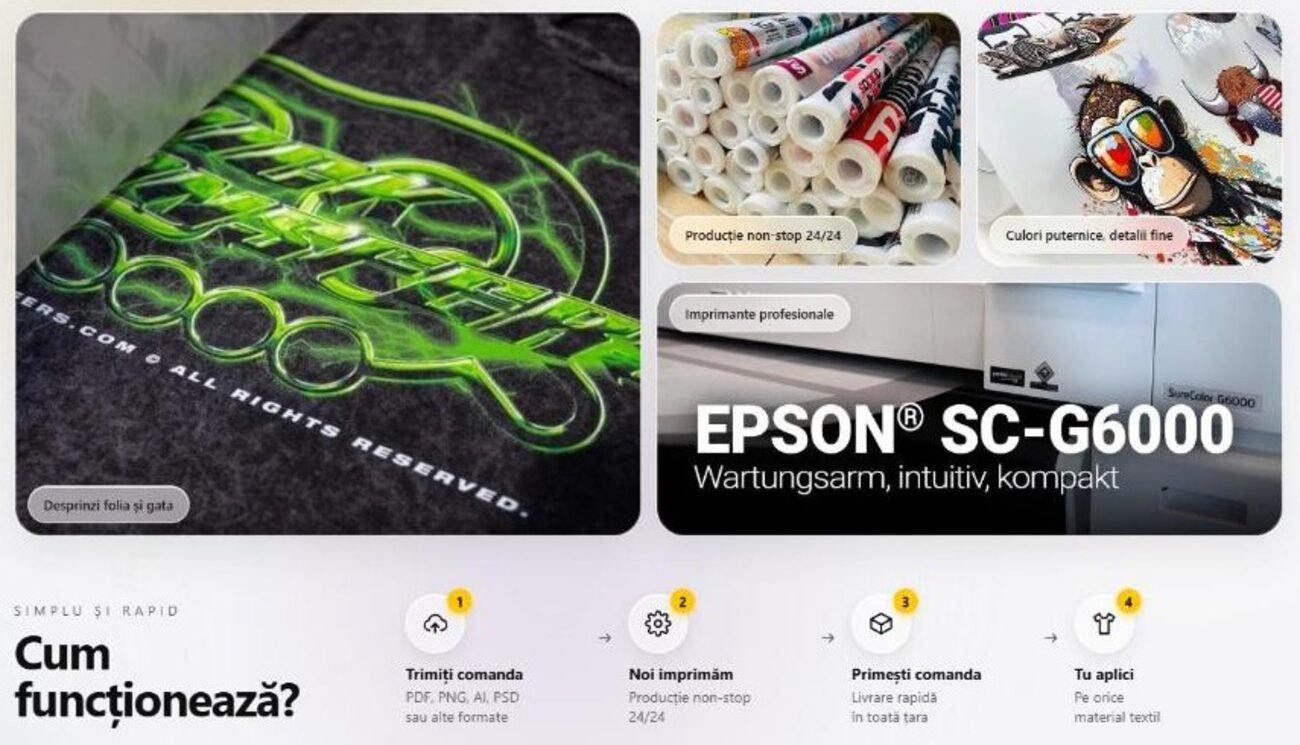 ERS.COM © ALL RIGHTS RESERVED.
Desprinzi folia și gata
Producție non-stop 24/24
Culori puternice, detalii fine
Imprimante profesionale
SureColor G6000
EPSON® SC-G6000
Wartungsarm, intuitiv, kompakt
SIMPLU ȘI RAPID
Cum
funcționează?
1
Trimiți comanda
PDF, PNG, AI, PSD
sau alte formate
2
Noi imprimăm
Producție non-stop
24/24
3
Primești comanda
Livrare rapidă
în toată țara
4
Tu aplici
Pe orice
material textil